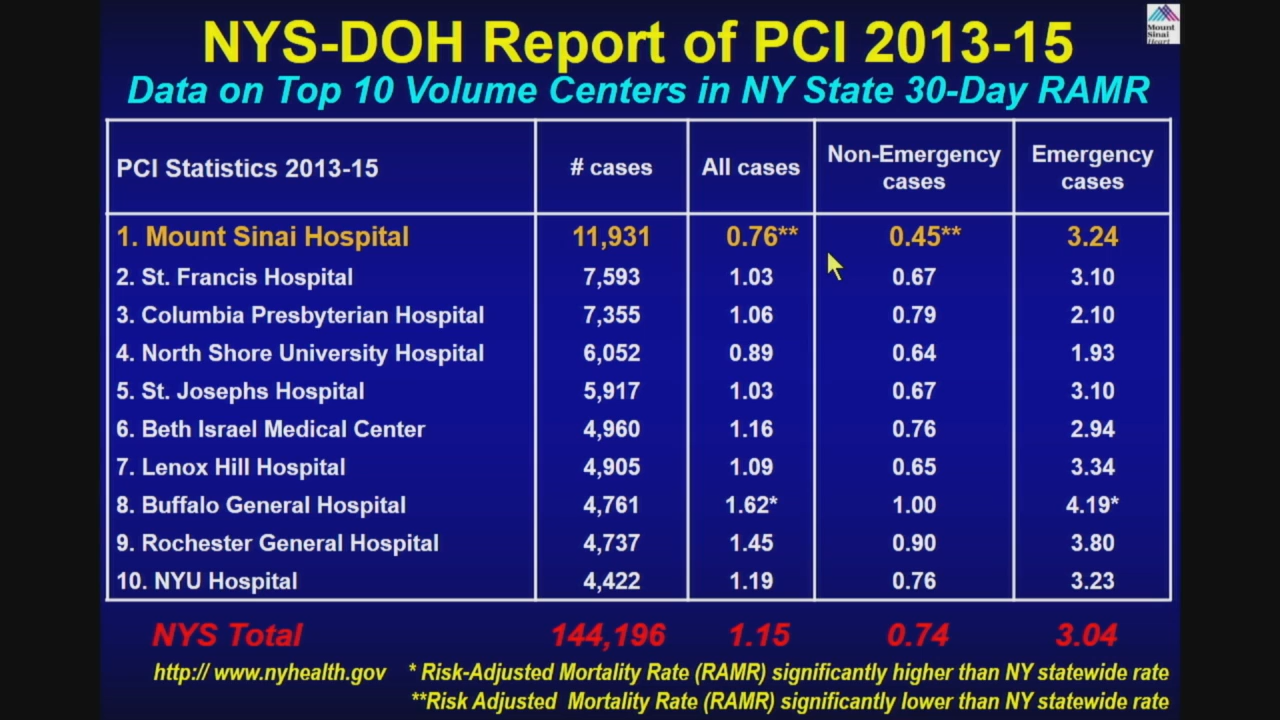 NYS-DOH Report of PCI 2013-15
Mount
Sinai
Heart
Data on Top 10 Volume Centers in NY State 30-Day RAMR
PCI Statistics 2013-15 # cases All cases Non-Emergency cases Emergency cases
1. Mount Sinai Hospital 11,931 0.76** 0.45** 3.24
2. St. Francis Hospital 7,593 1.03 0.67 3.10
3. Columbia Presbyterian Hospital 7,355 1.06 0.79 2.10
4. North Shore University Hospital 6,052 0.89 0.64 1.93
5. St. Josephs Hospital 5,917 1.03 0.67 3.10
6. Beth Israel Medical Center 4,960 1.16 0.76 2.94
7. Lenox Hill Hospital 4,905 1.09 0.65 3.34
8. Buffalo General Hospital 4,761 1.62* 1.00 4.19*
9. Rochester General Hospital 4,737 1.45 0.90 3.80
10. NYU Hospital 4,422 1.19 0.76 3.23
NYS Total 144,196 1.15 0.74 3.04
http:// www.nyhealth.gov * Risk-Adjusted Mortality Rate (RAMR) significantly higher than NY statewide rate
**Risk Adjusted Mortality Rate (RAMR) significantly lower than NY statewide rate